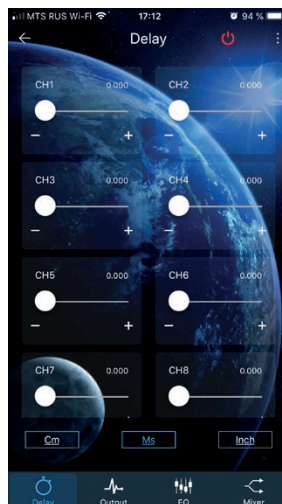 MTS RUS Wi-Fi 17:12 94 %
Delay
CH1 0.000 CH2 0.000
− + − +
CH3 0.000 CH4 0.000
− + − +
CH5 0.000 CH6 0.000
− + − +
CH7 0.000 CH8 0.000
Cm Ms Inch
Delay Output EQ Mixer